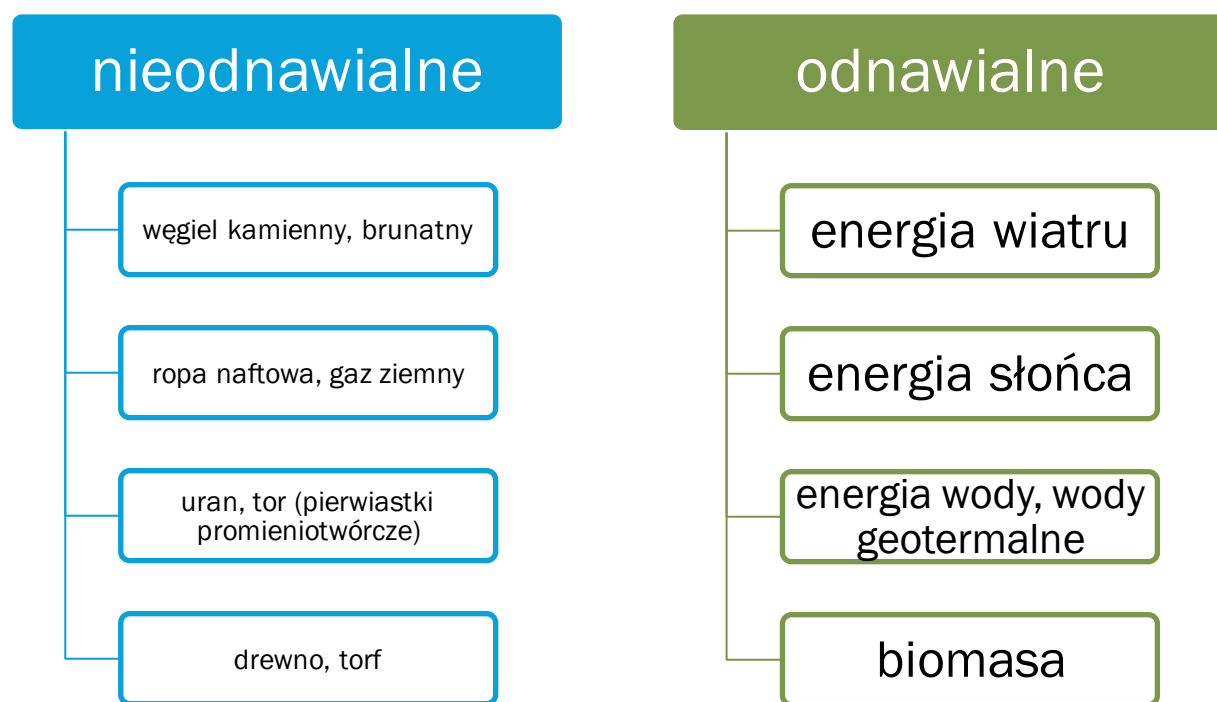 nieodnawialne
węgiel kamienny, brunatny
ropa naftowa, gaz ziemny
uran, tor (pierwiastki
promieniotwórcze)
drewno, torf
odnawialne
energia wiatru
energia słońca
energia wody, wody
geotermalne
biomasa